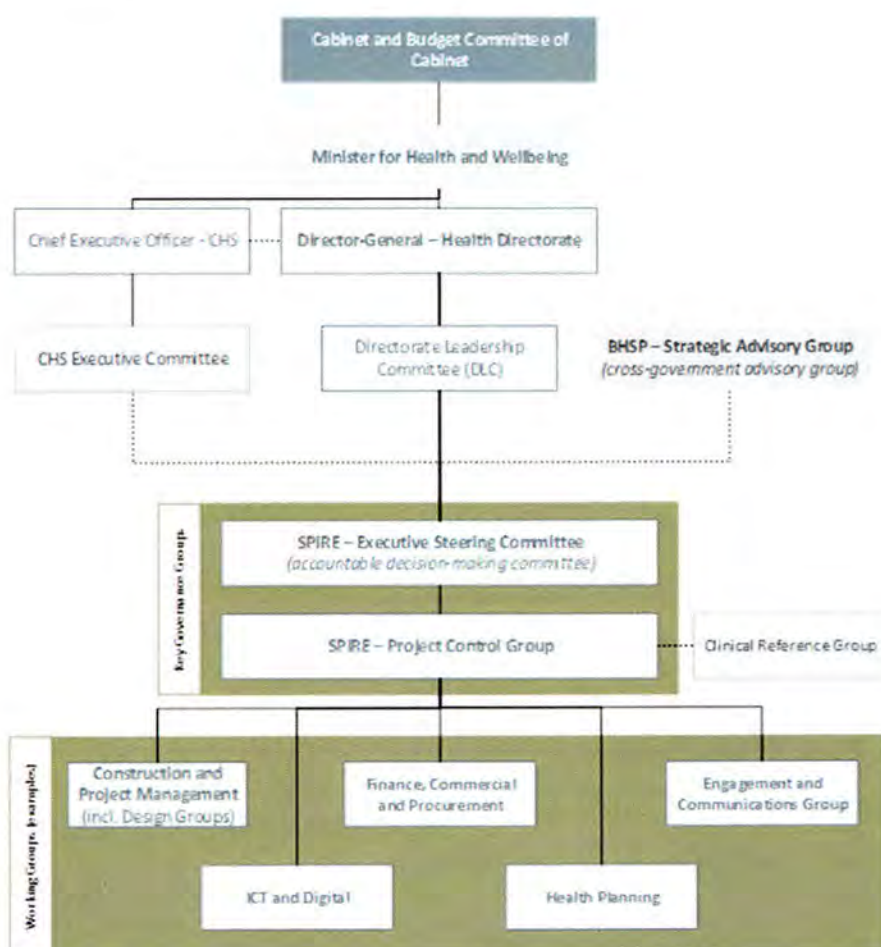 Cabinet and Budget Committee of
Cabinet
Minister for Health and Wellbeing
Chief Executive Officer - CHS
Director-General – Health Directorate
CHS Executive Committee
Directorate Leadership
Committee (DLC)
BHSP – Strategic Advisory Group
(cross-government advisory group)
Key Governance Groups
SPIRE – Executive Steering Committee
(accountable decision-making committee)
SPIRE – Project Control Group
Clinical Reference Group
Working Groups (examples)
Construction and
Project Management
(incl. Design Groups)
Finance, Commercial
and Procurement
Engagement and
Communications Group
ICT and Digital
Health Planning